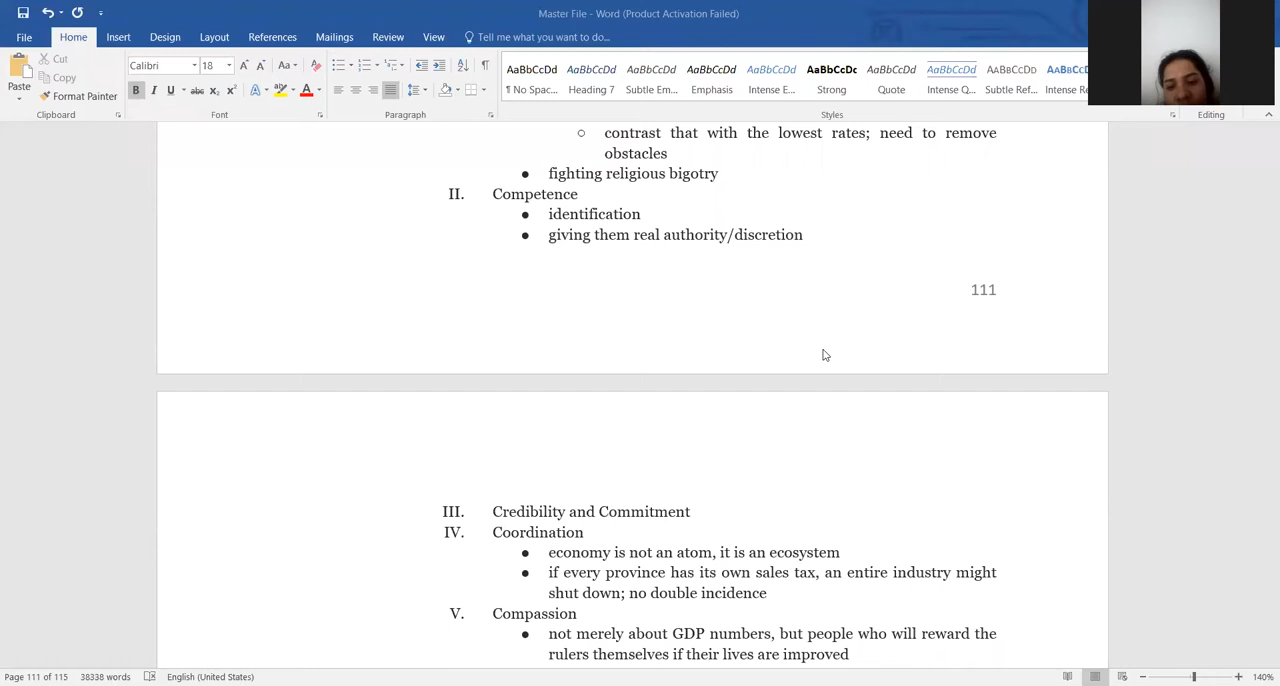 Master File - Word (Product Activation Failed)
File Home Insert Design Layout References Mailings Review View Tell me what you want to do...
Paste
Cut
Copy
Format Painter
Clipboard
Calibri 18
Font
Paragraph
AaBbCcDd AaBbCcDd AaBbCcDd AaBbCcDd AaBbCcDd AaBbCcDc AaBbCcDd AaBbCcDd AABBCCDD AABBCCD
¶ No Spac... Heading 7 Subtle Em... Emphasis Intense E... Strong Quote Intense Q... Subtle Ref... Intense Re
Styles
Editing
○ contrast that with the lowest rates; need to remove
obstacles
● fighting religious bigotry
II. Competence
● identification
● giving them real authority/discretion
111
III. Credibility and Commitment
IV. Coordination
● economy is not an atom, it is an ecosystem
● if every province has its own sales tax, an entire industry might
shut down; no double incidence
V. Compassion
● not merely about GDP numbers, but people who will reward the
rulers themselves if their lives are improved
Page 111 of 115 38338 words English (United States) 140%